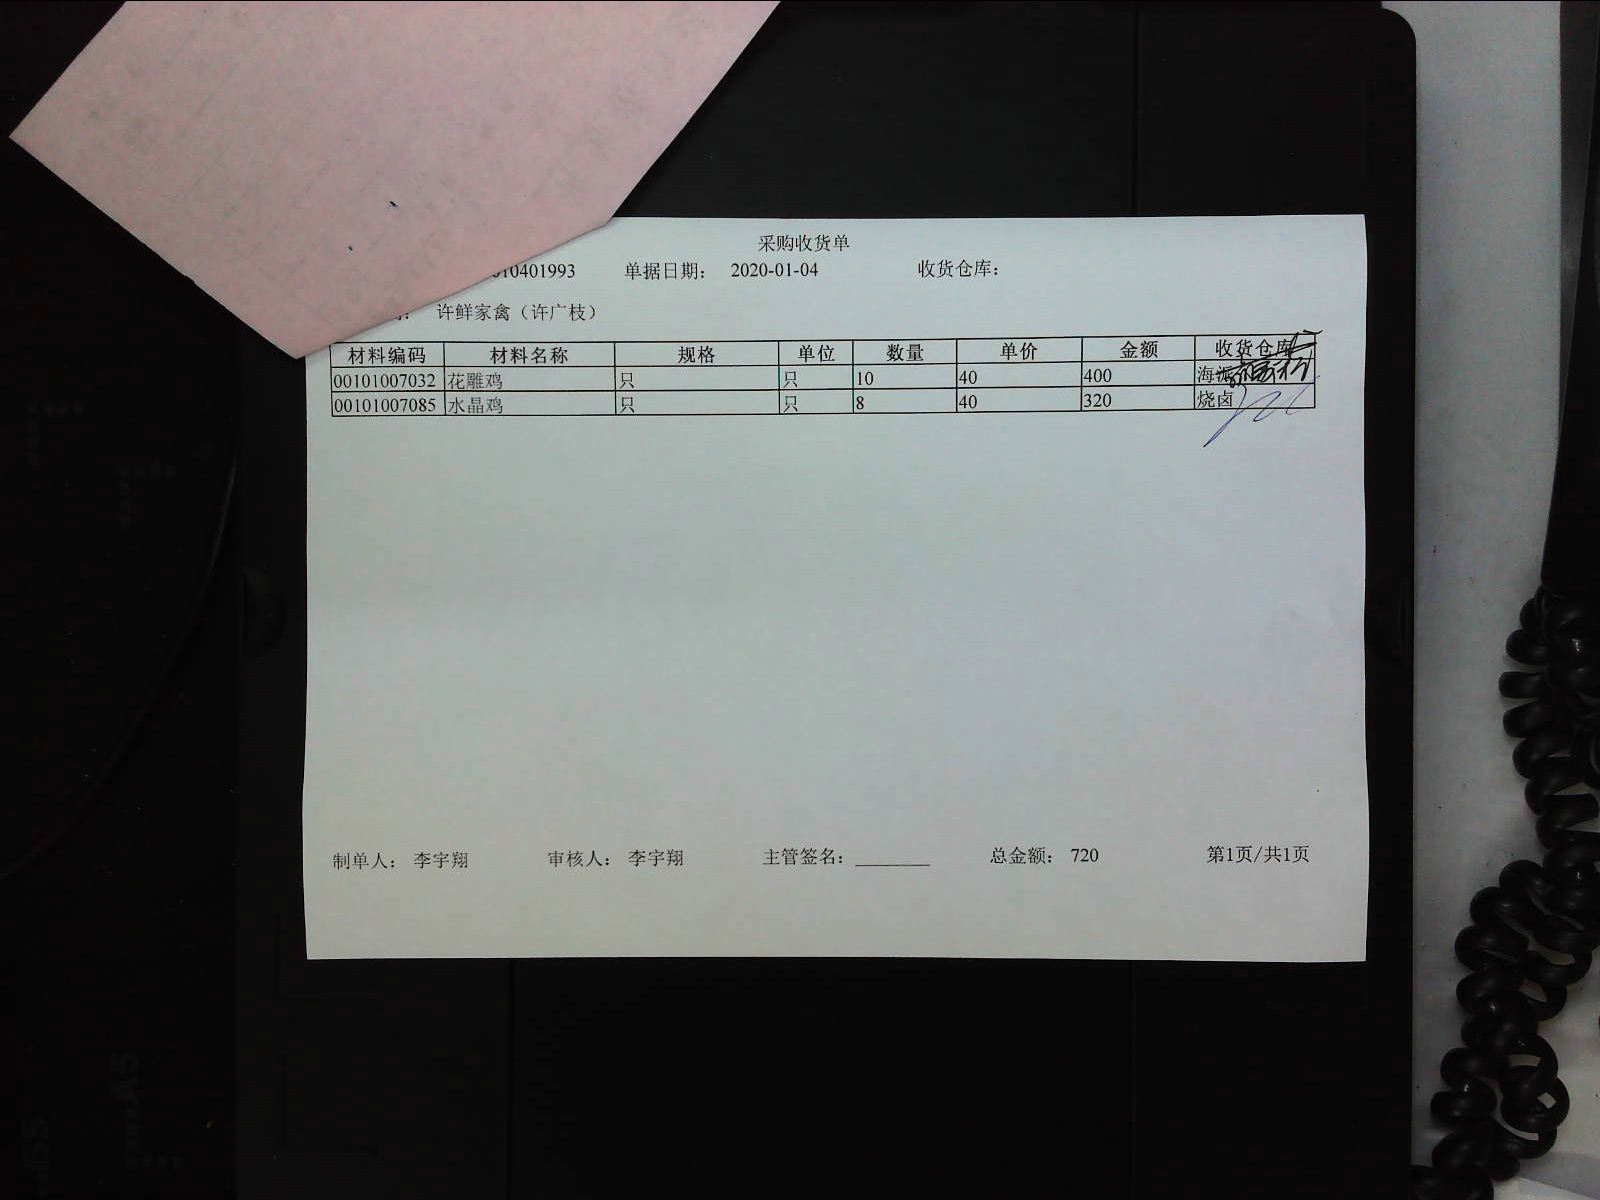 采购收货单
010401993 单据日期： 2020-01-04 收货仓库：
许鲜家禽（许广枝）
材料编码 材料名称 规格 单位 数量 单价 金额 收货仓库
00101007032 花雕鸡 只 只 10 40 400 海派
00101007085 水晶鸡 只 只 8 40 320 烧卤
制单人： 李宇翔 审核人： 李宇翔 主管签名： 总金额： 720 第1页/共1页